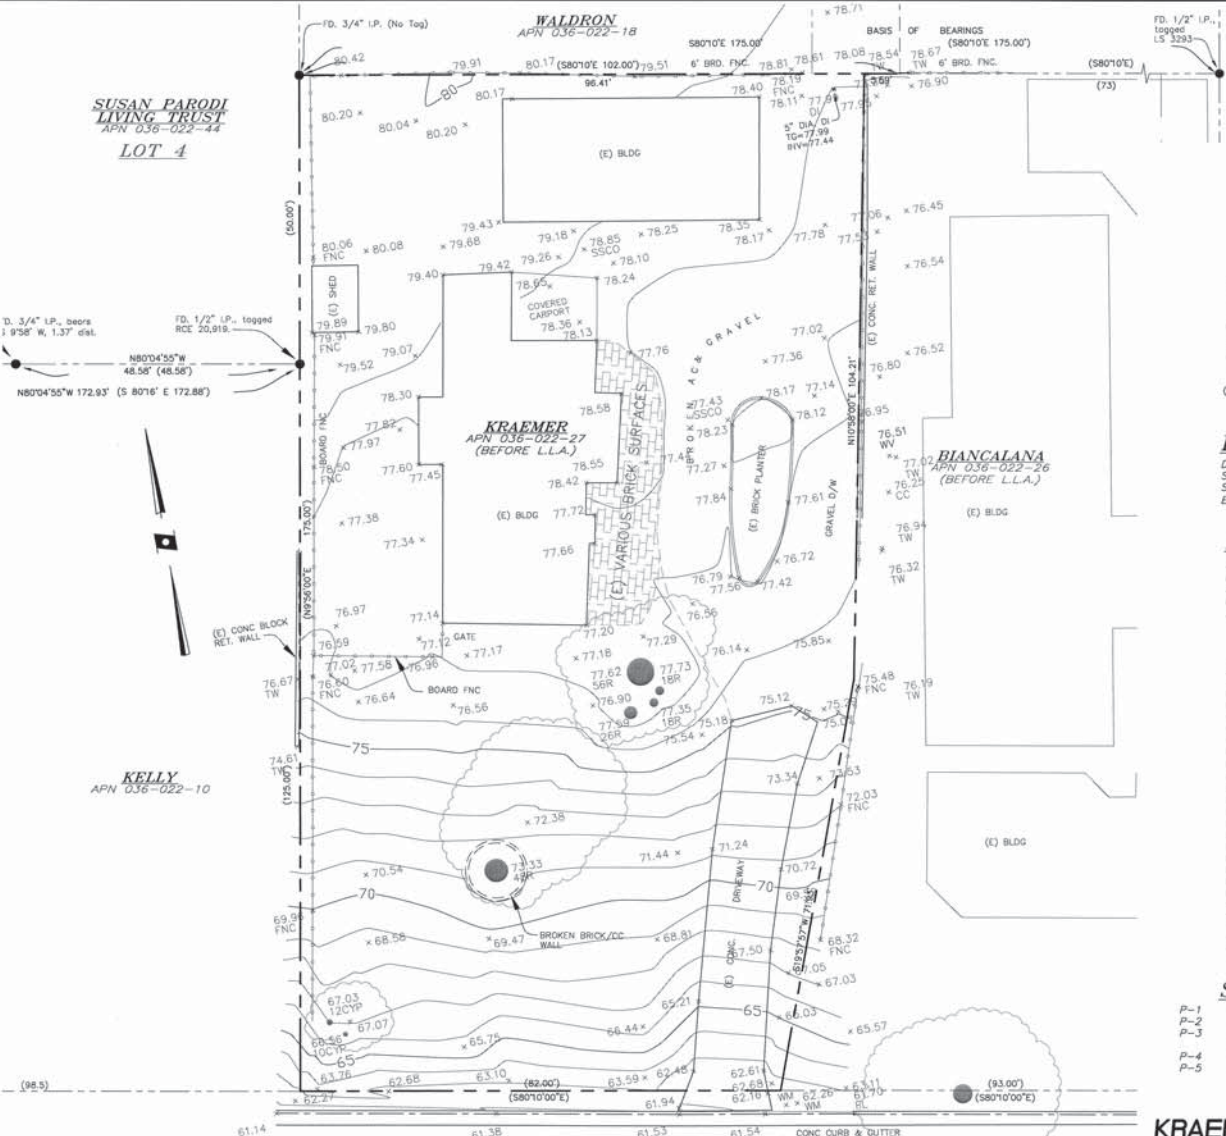 FD. 3/4" I.P. (No Tag)
WALDRON
APN 036-022-18
78.71
FD. 1/2" I.P.,
tagged
LS 3293
BASIS OF BEARINGS
(S80°10'E 175.00')
S80°10'E 175.00'
80.42
79.91
80.17
(S80°10'E 102.00')
79.51
6' BRD. FNC.
78.81
78.61
78.08
78.54
TW
78.67
TW
6' BRD. FNC.
(S80°10'E)
96.41'
5.59'
76.90
(73)
80
80.17
78.40
78.19
FNC
78.11
77.95
SUSAN PARODI
LIVING TRUST
APN 036-022-44
LOT 4
80.20
80.04
80.20
5" DIA. DI
TG=77.99
INV=77.44
(E) BLDG
(50.00')
79.43
79.18
78.85
SSCO
78.25
78.35
78.17
77.78
77.06
76.45
80.06
FNC
80.08
79.68
79.26
78.10
(E) CONC. RET. WALL
76.54
79.40
79.42
78.65
78.24
(E) SHED
COVERED
CARPORT
78.36
78.13
FD. 1/2" I.P., tagged
RCE 20,919.
79.89
79.80
79.91
FNC
N80°04'55"W
48.58' (48.58')
N80°04'55"W 172.93' (S 80°16' E 172.88')
79.52
79.07
77.76
BROKEN AC & GRAVEL
77.02
77.36
76.52
76.80
N10°58'00"E 104.21'
78.30
78.58
77.43
SSCO
78.17
77.14
78.12
76.95
78.23
77.82
77.97
KRAEMER
APN 036-022-27
(BEFORE L.L.A.)
76.51
WV
BIANCALANA
APN 036-022-26
(BEFORE L.L.A.)
BOARD FNC
78.50
FNC
77.60
77.45
78.55
78.42
77.27
77.02
TW
76.25
CC
77.84
77.61
(E) BRICK PLANTER
(E) VARIOUS BRICK SURFACES
GRAVEL D/W
77.72
(E) BLDG
(E) BLDG
77.38
77.34
77.66
76.94
TW
76.72
76.32
TW
76.79
77.56
77.42
(N9°56'00"E 175.00')
76.97
77.14
76.56
(E) CONC BLOCK
RET. WALL
76.59
77.12
GATE
77.20
77.29
75.85
77.02
77.58
76.96
77.17
77.18
76.14
76.67
TW
76.60
FNC
BOARD FNC
77.62
56R
77.73
18R
75.48
FNC
76.19
TW
76.64
76.56
76.90
77.35
18R
75.12
77.59
26R
75.18
75
75.54
75
74.61
KELLY
APN 036-022-10
73.34
73.53
(125.00')
72.03
FNC
72.38
(E) BLDG
71.44
71.24
70.54
73.33
42R
DRIVEWAY
70.72
70
70
69.96
FNC
S19°57'57"W 71.95'
68.58
69.47
BROKEN BRICK/CC
WALL
68.81
(E) CONC.
67.50
68.32
FNC
67.05
67.03
67.03
12CYP
67.07
65.21
65
66.03
65.57
66.44
66.56
10CYP
65
65.75
63.76
62.68
63.10
63.59
62.48
62.61
62.68
63.11
(98.5)
(82.00')
(S80°10'00"E)
(93.00')
(S80°10'00"E)
62.27
61.94
62.16
WM
62.26
WM
61.70
61.14
61.38
61.53
61.54
CONC CURB & GUTTER
P-1
P-2
P-3
P-4
P-5